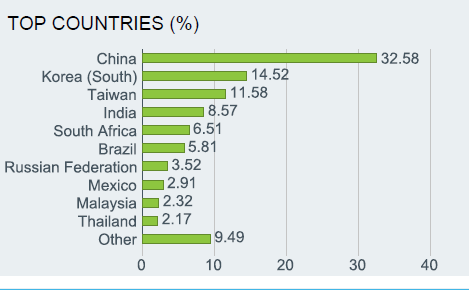 TOP COUNTRIES (%)
China 32.58
Korea (South) 14.52
Taiwan 11.58
India 8.57
South Africa 6.51
Brazil 5.81
Russian Federation 3.52
Mexico 2.91
Malaysia 2.32
Thailand 2.17
Other 9.49
0 10 20 30 40